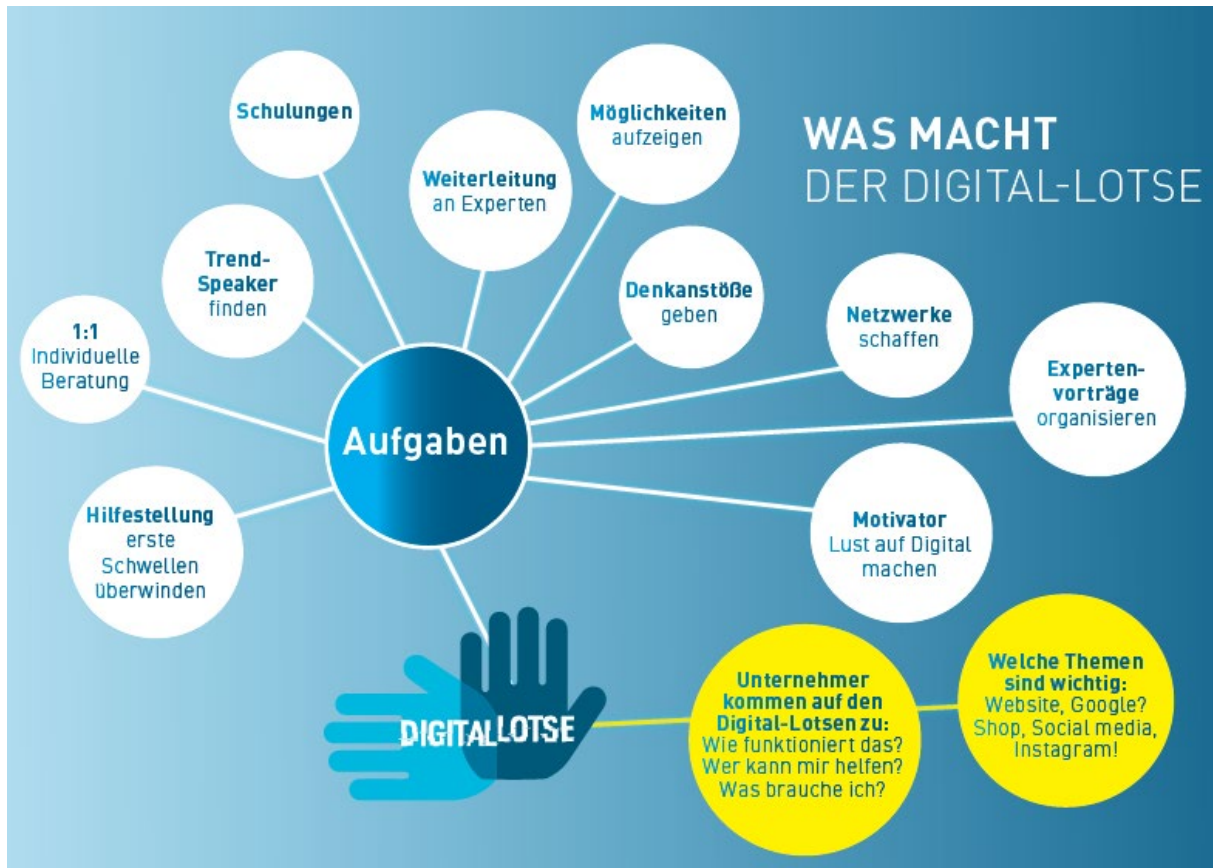 WAS MACHT
DER DIGITAL-LOTSE
Schulungen
Möglichkeiten
aufzeigen
Weiterleitung
an Experten
Trend-
Speaker
finden
Denkanstöße
geben
Netzwerke
schaffen
1:1
Individuelle
Beratung
Experten-
vorträge
organisieren
Aufgaben
Hilfestellung
erste
Schwellen
überwinden
Motivator
Lust auf Digital
machen
DIGITALLOTSE
Unternehmer
kommen auf den
Digital-Lotsen zu:
Wie funktioniert das?
Wer kann mir helfen?
Was brauche ich?
Welche Themen
sind wichtig:
Website, Google?
Shop, Social media,
Instagram!